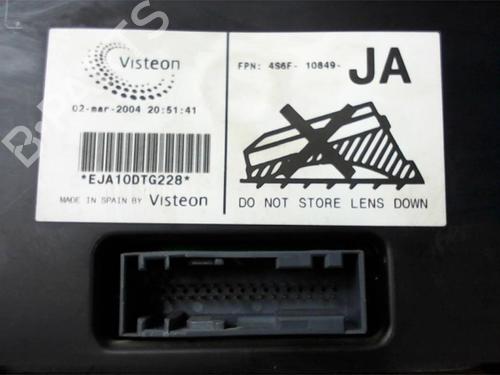 Visteon
02-mar-2004 20:51:41
*EJA10DTG228*
MADE IN SPAIN BY Visteon
FPN: 4S6F- 10849- JA
DO NOT STORE LENS DOWN